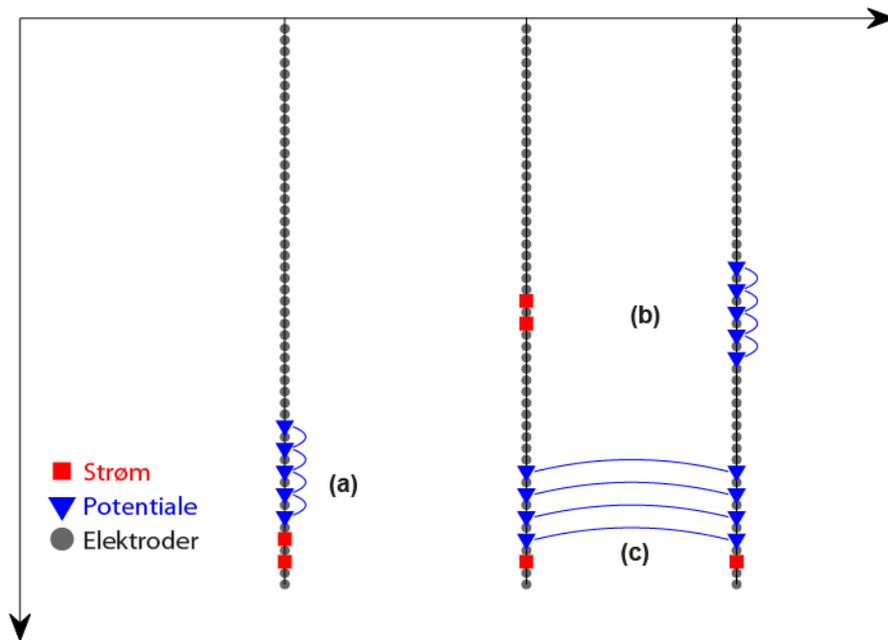 (b)
(a)
Strøm
Potentiale
Elektroder
(c)